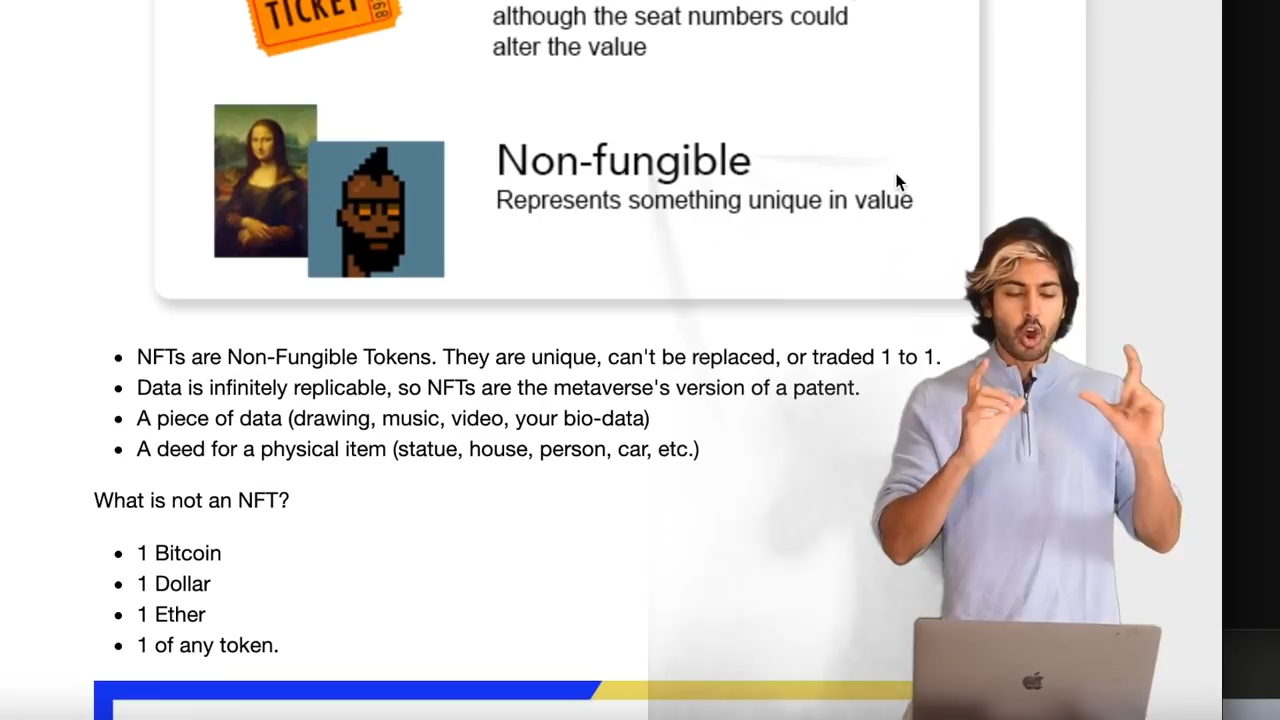 TICKET
68
although the seat numbers could
alter the value
Non-fungible
Represents something unique in value
• NFTs are Non-Fungible Tokens. They are unique, can't be replaced, or traded 1 to 1.
• Data is infinitely replicable, so NFTs are the metaverse's version of a patent.
• A piece of data (drawing, music, video, your bio-data)
• A deed for a physical item (statue, house, person, car, etc.)
What is not an NFT?
• 1 Bitcoin
• 1 Dollar
• 1 Ether
• 1 of any token.